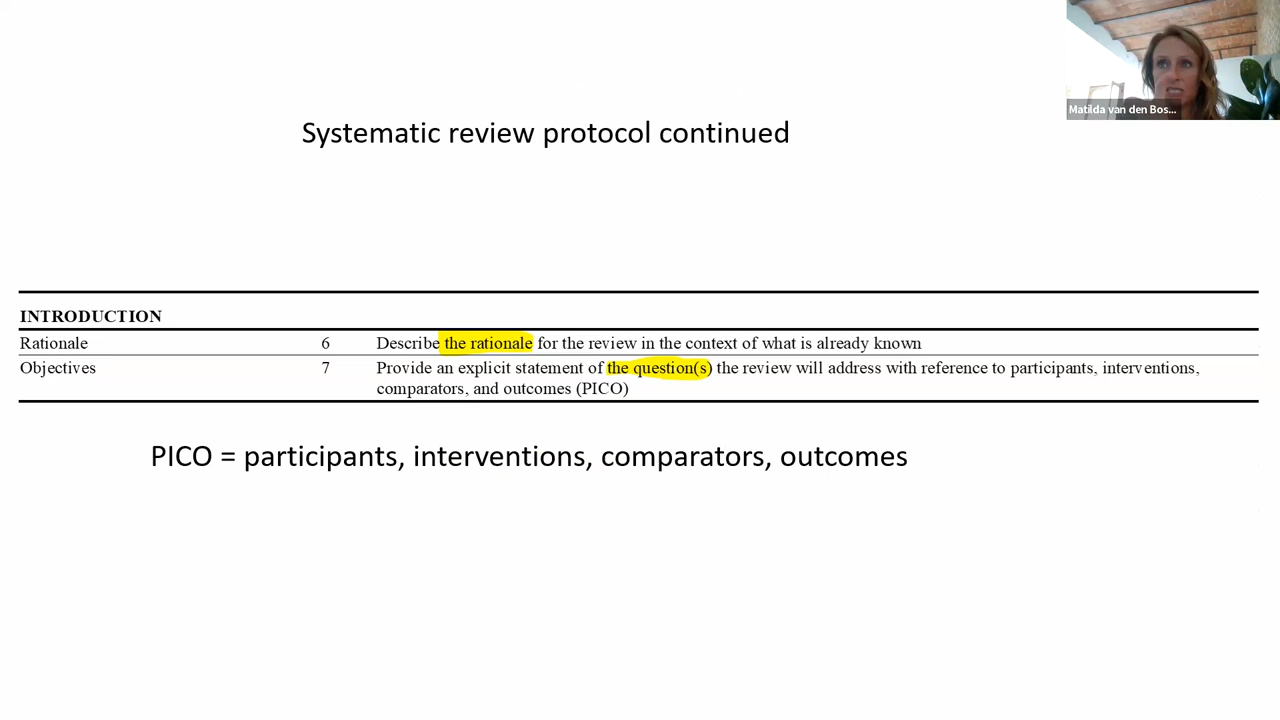 Matilda van den Bos...
Systematic review protocol continued
INTRODUCTION
Rationale 6 Describe the rationale for the review in the context of what is already known
Objectives 7 Provide an explicit statement of the question(s) the review will address with reference to participants, interventions,
comparators, and outcomes (PICO)
PICO = participants, interventions, comparators, outcomes